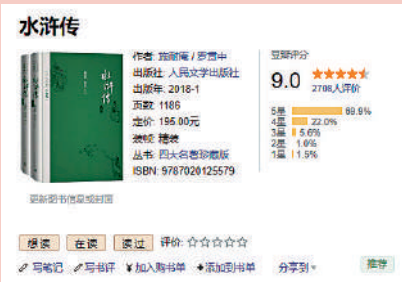 水浒传
水浒传
作者: 施耐庵 / 罗贯中
出版社: 人民文学出版社
出版年: 2018-1
页数: 1186
定价: 195.00元
装帧: 精装
丛书: 四大名著珍藏版
ISBN: 9787020125579
豆瓣评分
9.0
2708人评价
5星 69.9%
4星 22.0%
3星 5.6%
2星 1.0%
1星 1.5%
更新图书信息或封面
想读 在读 读过 评价:
写笔记 写书评 ¥加入购书单 +添加到书单 分享到 推荐